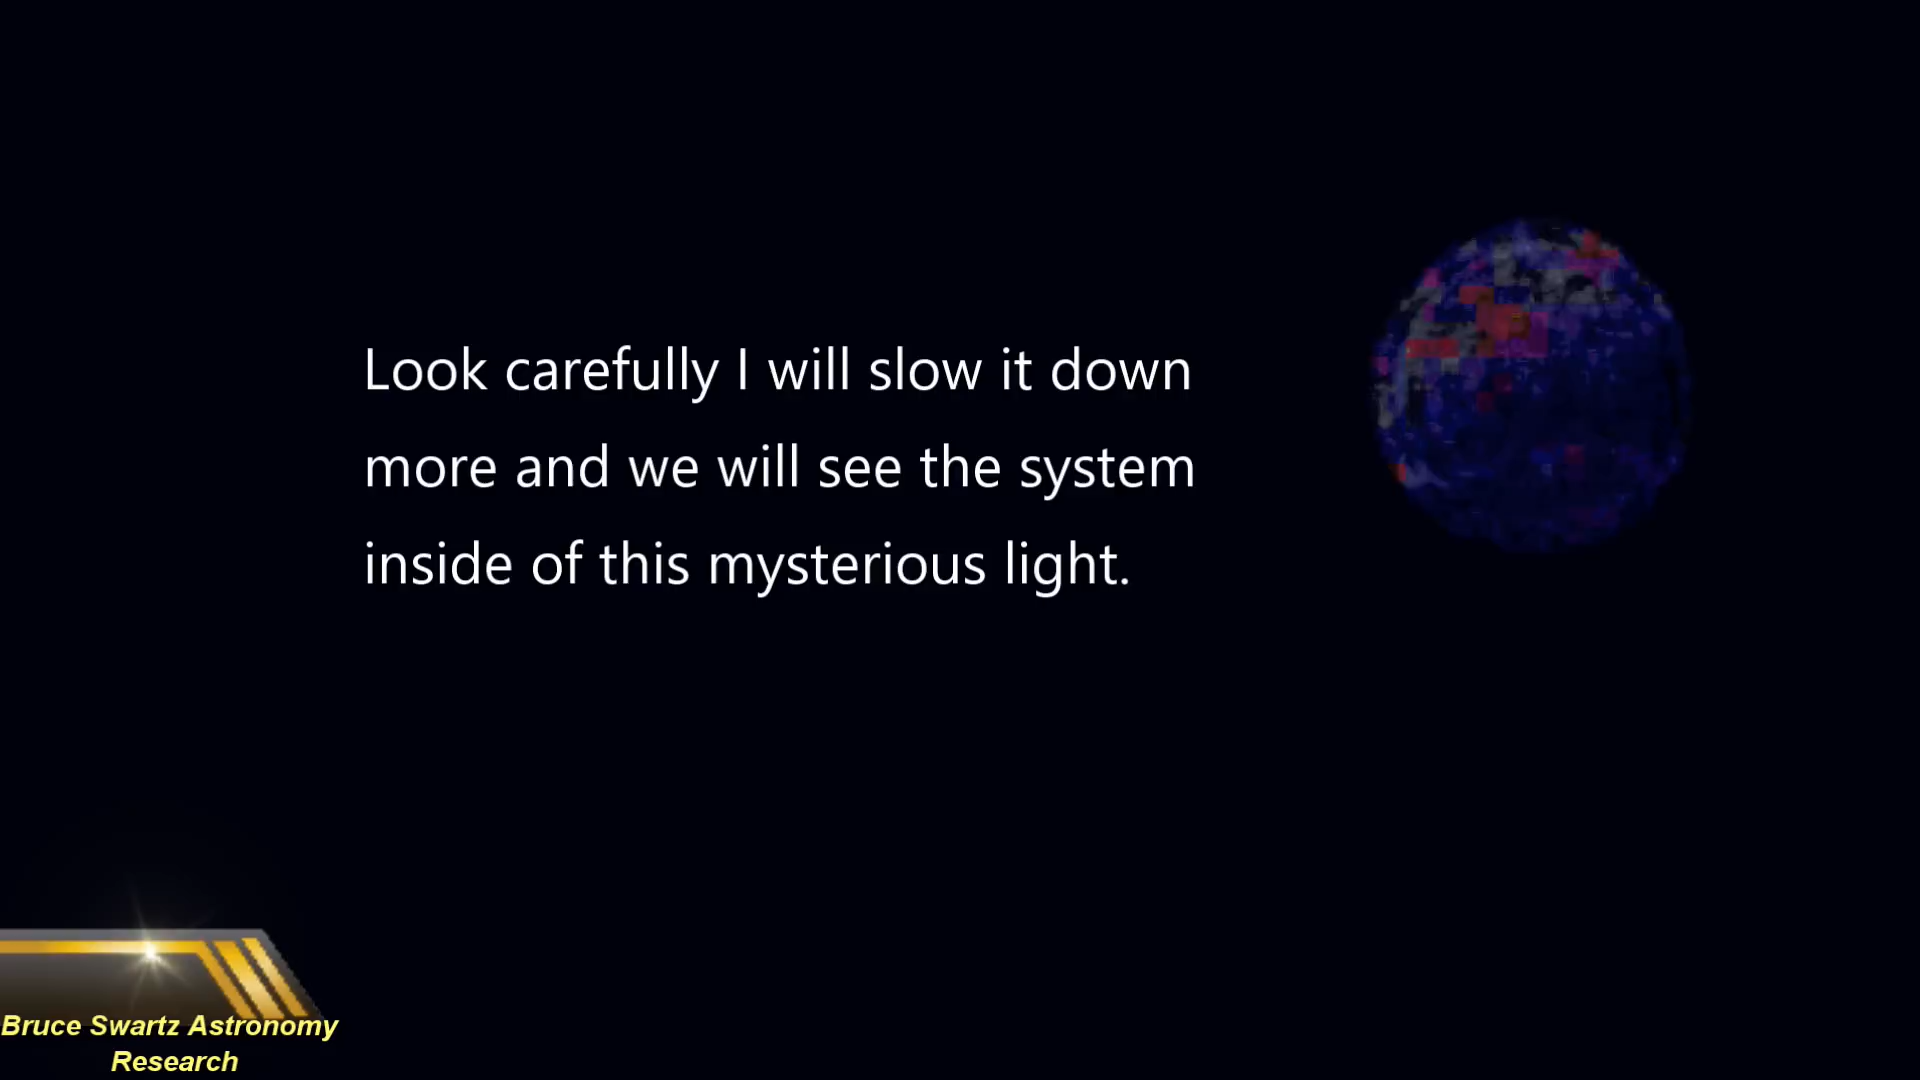 Look carefully I will slow it down
more and we will see the system
inside of this mysterious light.
Bruce Swartz Astronomy
Research